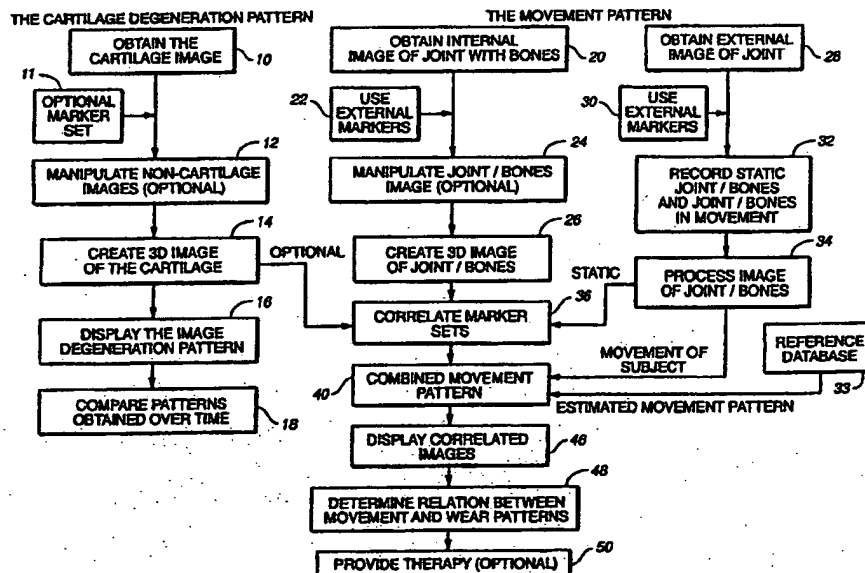 THE CARTILAGE DEGENERATION PATTERN
OBTAIN THE
CARTILAGE IMAGE
10
11
OPTIONAL
MARKER
SET
12
MANIPULATE NON-CARTILAGE
IMAGES (OPTIONAL)
14
CREATE 3D IMAGE
OF THE CARTILAGE
OPTIONAL
16
DISPLAY THE IMAGE
DEGENERATION PATTERN
COMPARE PATTERNS
OBTAINED OVER TIME
18
THE MOVEMENT PATTERN
OBTAIN INTERNAL
IMAGE OF JOINT WITH BONES
20
22
USE
EXTERNAL
MARKERS
24
MANIPULATE JOINT / BONES
IMAGE (OPTIONAL)
26
CREATE 3D IMAGE
OF JOINT / BONES
36
CORRELATE MARKER
SETS
40
COMBINED MOVEMENT
PATTERN
DISPLAY CORRELATED
IMAGES
46
48
DETERMINE RELATION BETWEEN
MOVEMENT AND WEAR PATTERNS
PROVIDE THERAPY (OPTIONAL)
50
OBTAIN EXTERNAL
IMAGE OF JOINT
28
30
USE
EXTERNAL
MARKERS
32
RECORD STATIC
JOINT / BONES
AND JOINT / BONES
IN MOVEMENT
34
PROCESS IMAGE
OF JOINT / BONES
STATIC
MOVEMENT OF
SUBJECT
REFERENCE
DATABASE
33
ESTIMATED MOVEMENT PATTERN